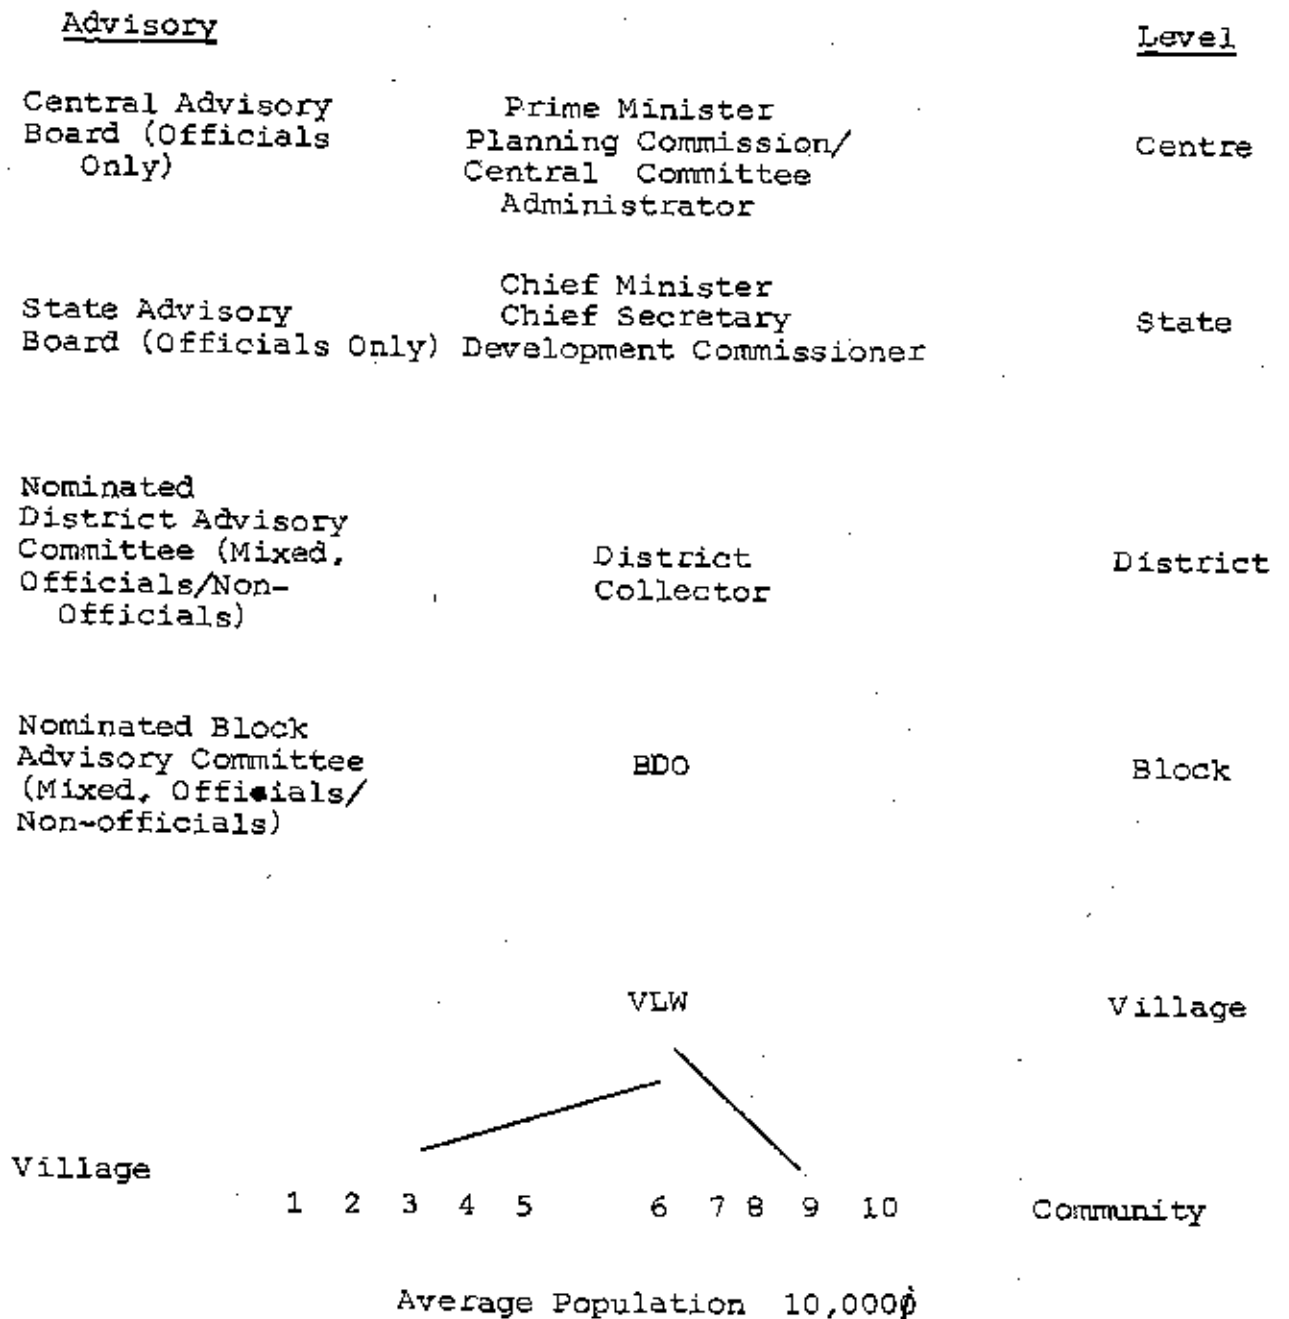 Advisory Level
Central Advisory Prime Minister
Board (Officials Planning Commission/ Centre
Only) Central Committee
Administrator
Chief Minister
State Advisory Chief Secretary State
Board (Officials Only) Development Commissioner
Nominated
District Advisory
Committee (Mixed, District District
Officials/Non- Collector
Officials)
Nominated Block
Advisory Committee BDO Block
(Mixed, Officials/
Non-officials)
VLW Village
Village
1 2 3 4 5 6 7 8 9 10 Community
Average Population 10,000